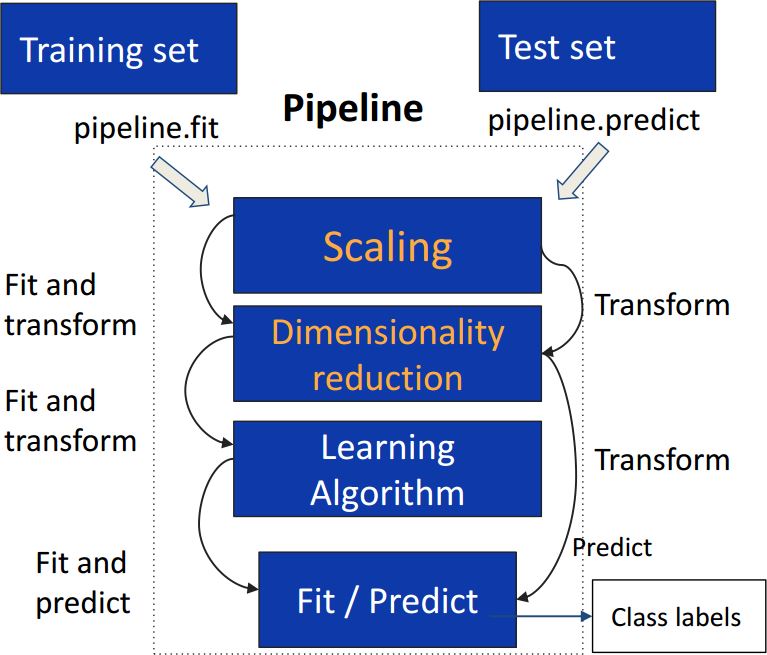 Training set
Test set
Pipeline
pipeline.fit
pipeline.predict
Scaling
Fit and
transform
Transform
Dimensionality
reduction
Fit and
transform
Learning
Algorithm
Transform
Predict
Fit and
predict
Fit / Predict
Class labels